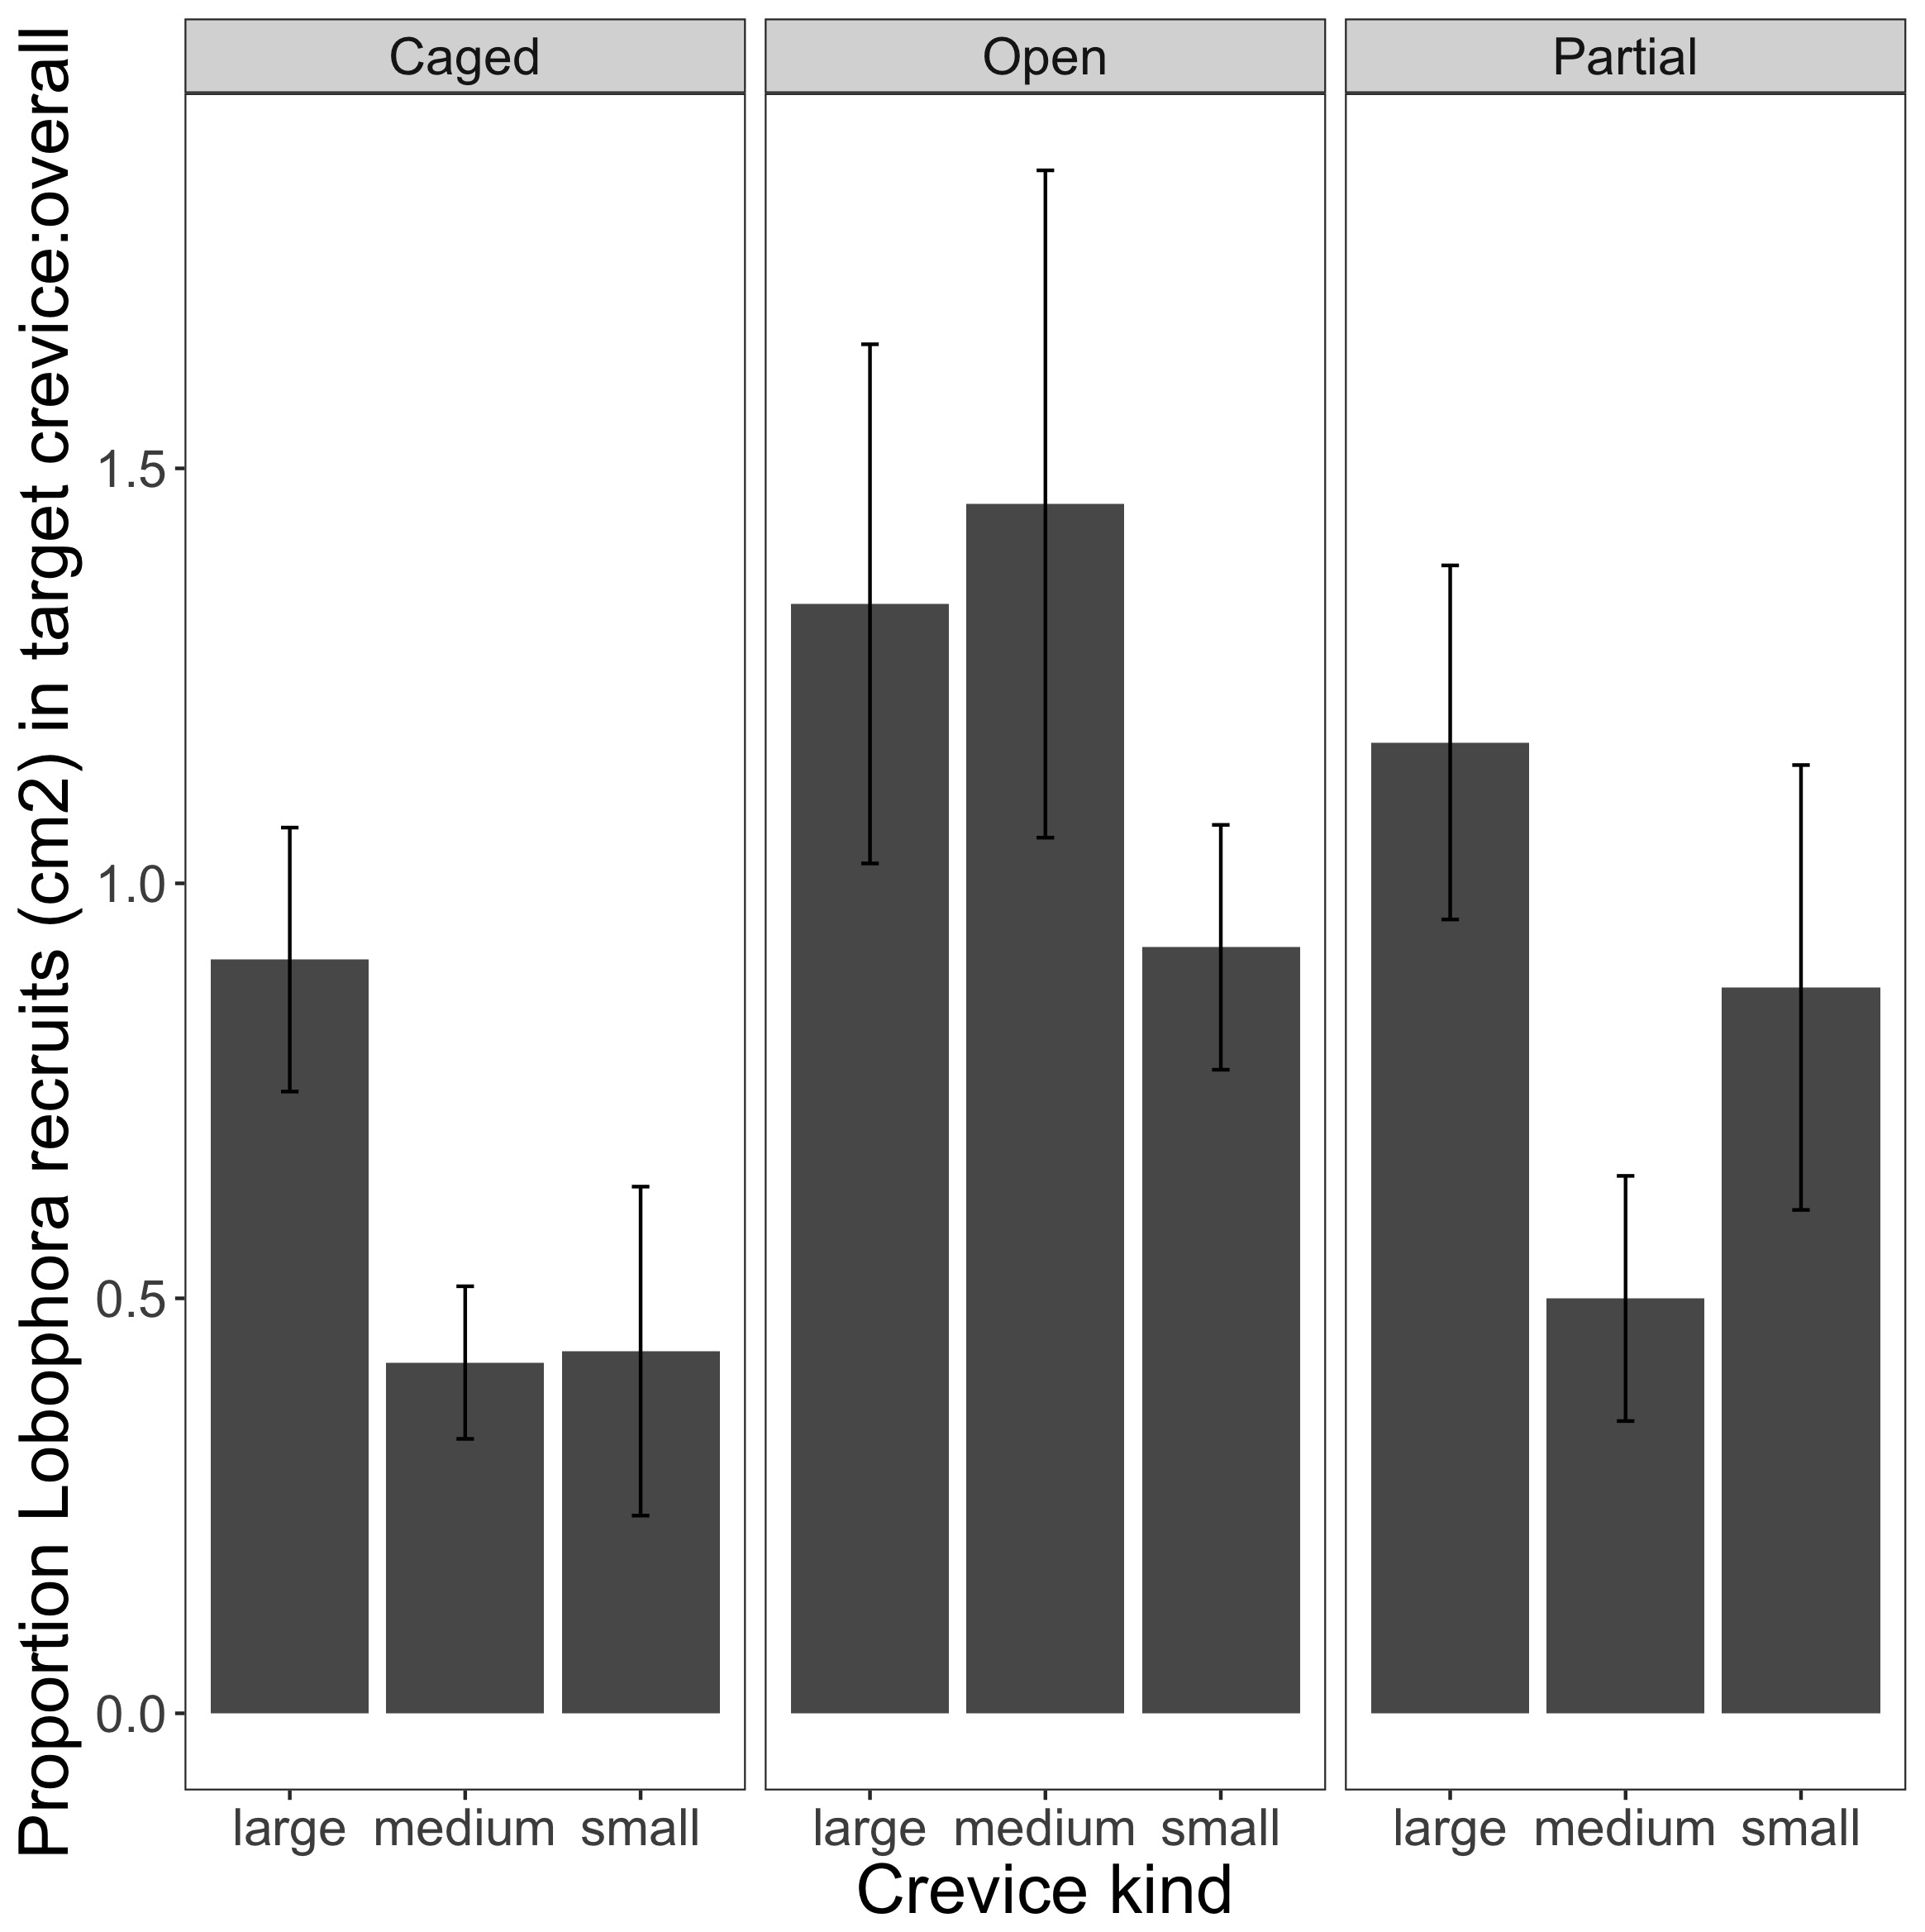 Caged Open Partial
Proportion Lobophora recruits (cm2) in target crevice:overall
1.5
1.0
0.5
0.0
large medium small large medium small large medium small
Crevice kind